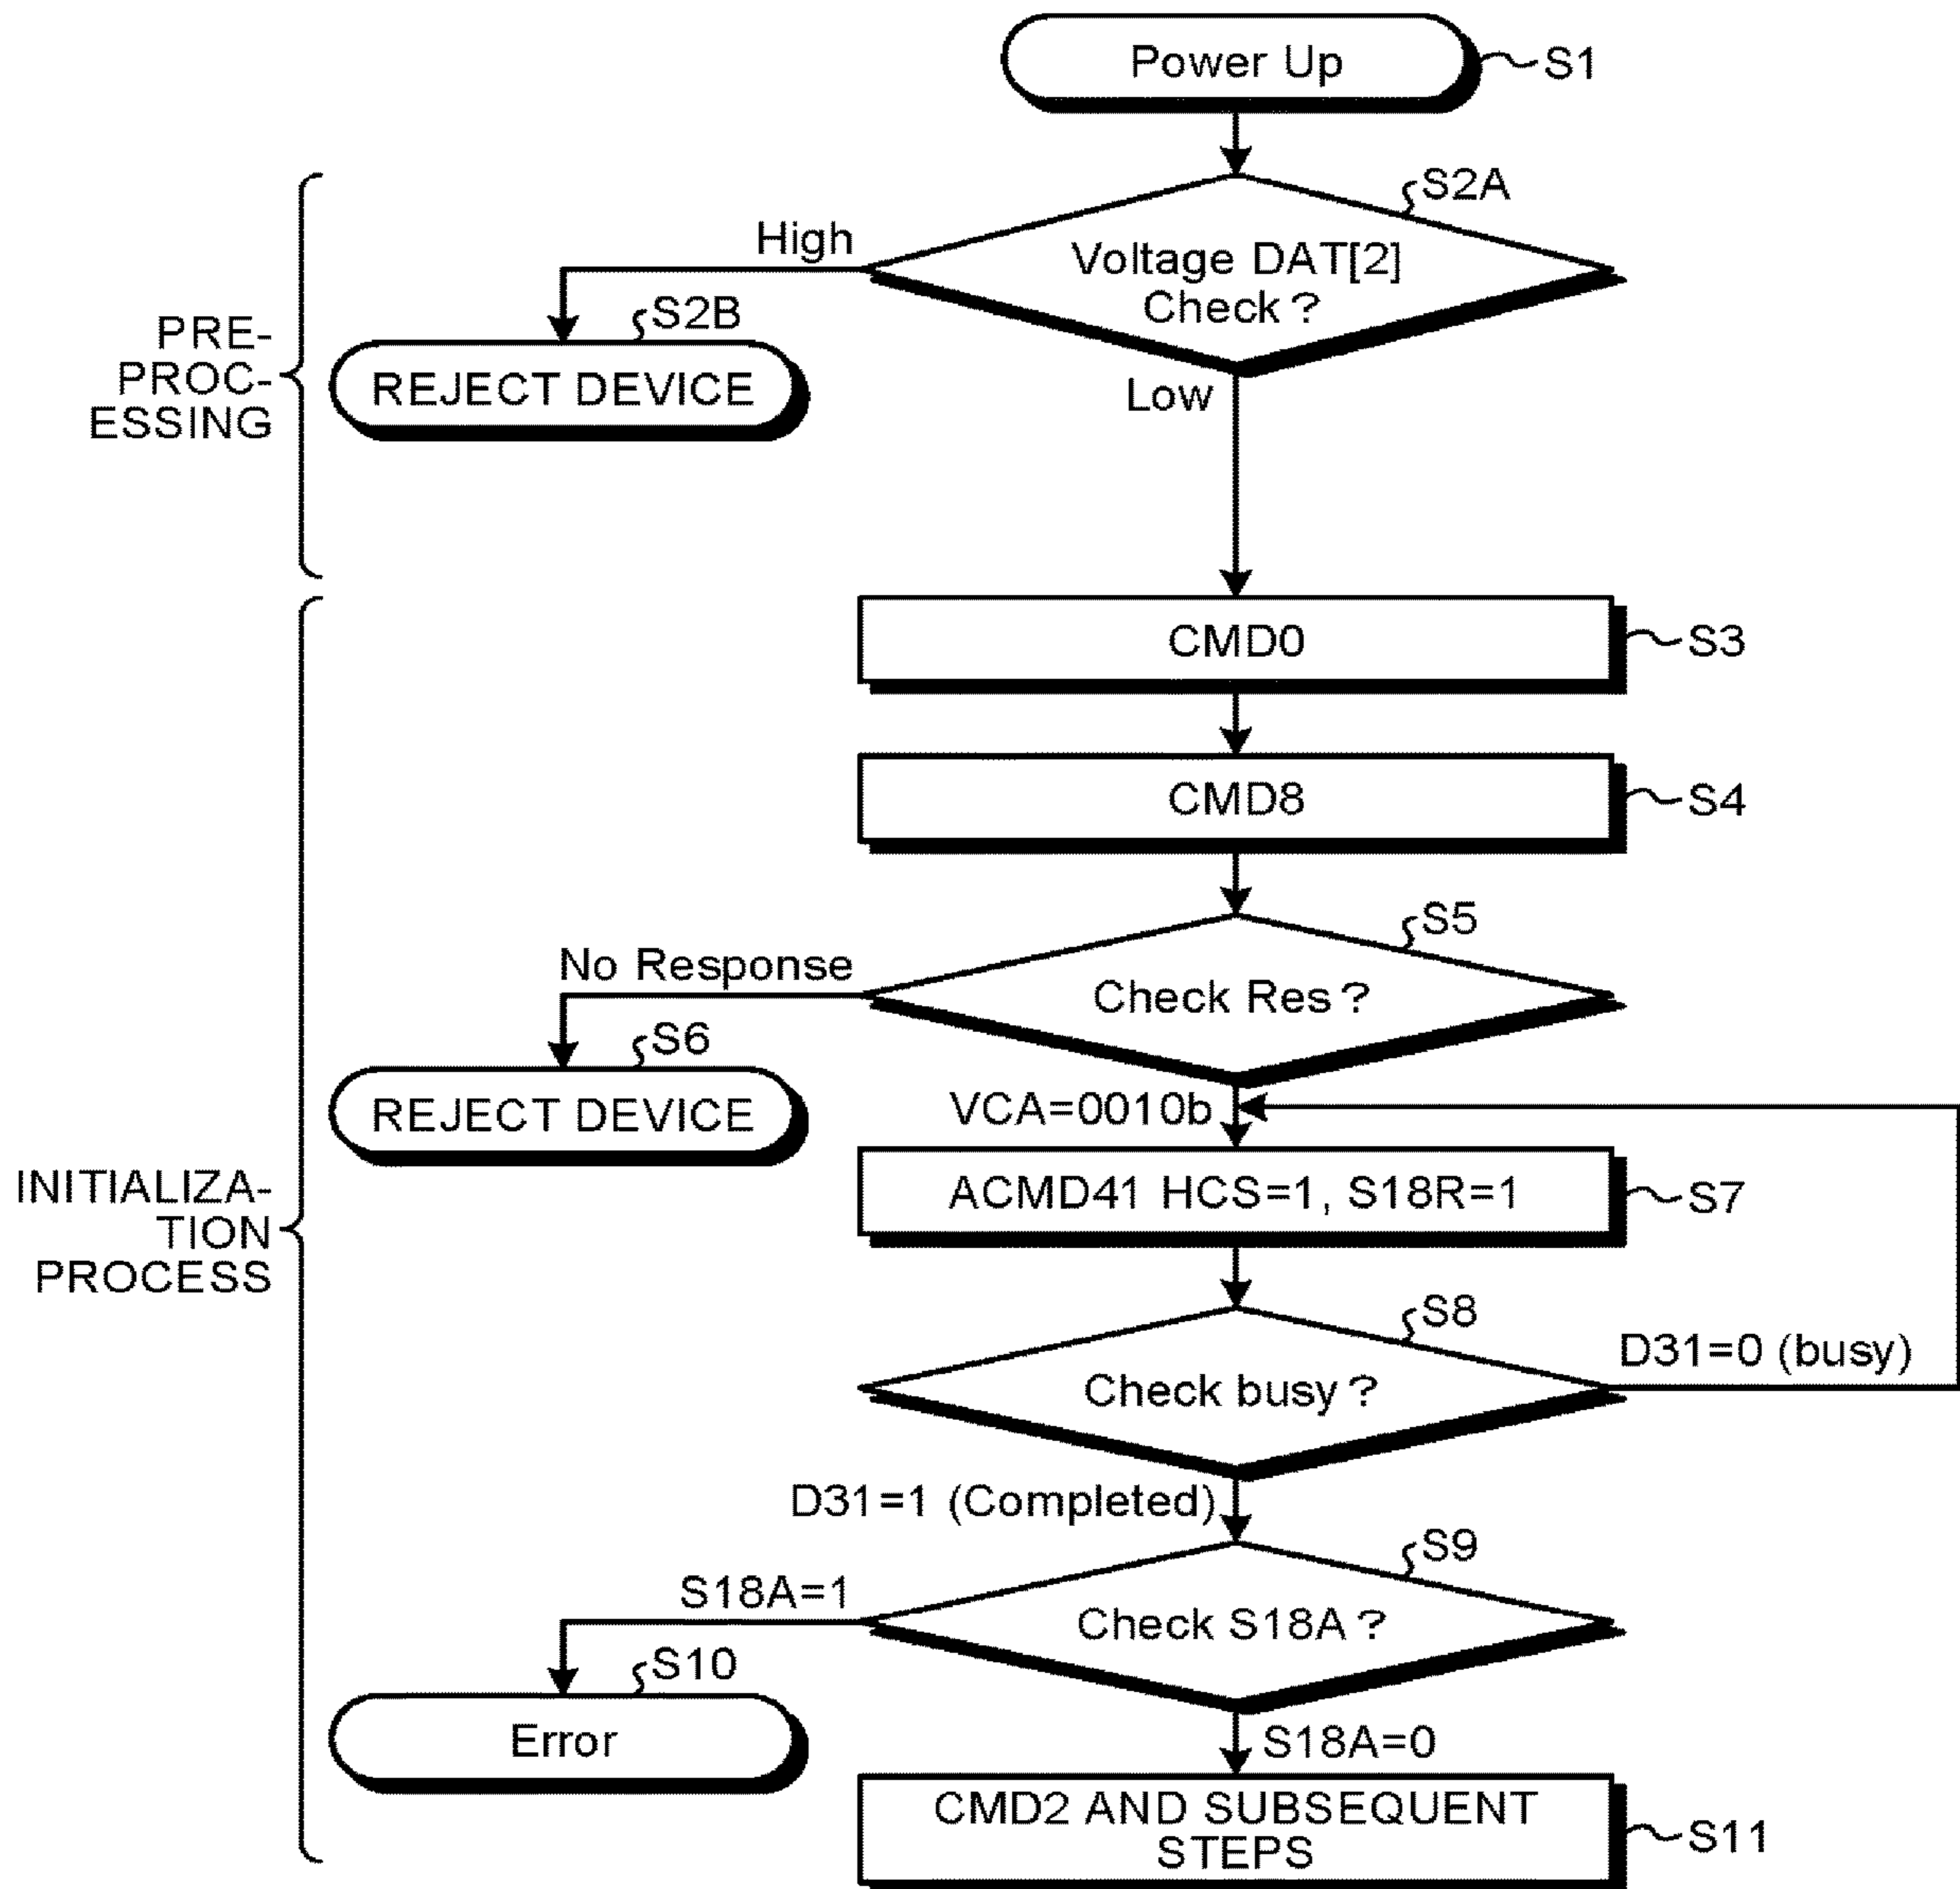 Power Up
S1
S2A
High
Voltage DAT[2]
Check?
S2B
PRE-
PROC-
ESSING
REJECT DEVICE
Low
CMD0
S3
CMD8
S4
S5
No Response
Check Res?
S6
REJECT DEVICE
VCA=0010b
INITIALIZA-
TION
PROCESS
ACMD41 HCS=1, S18R=1
S7
S8
D31=0 (busy)
Check busy?
D31=1 (Completed)
S9
S18A=1
Check S18A?
S10
Error
S18A=0
CMD2 AND SUBSEQUENT
STEPS
S11